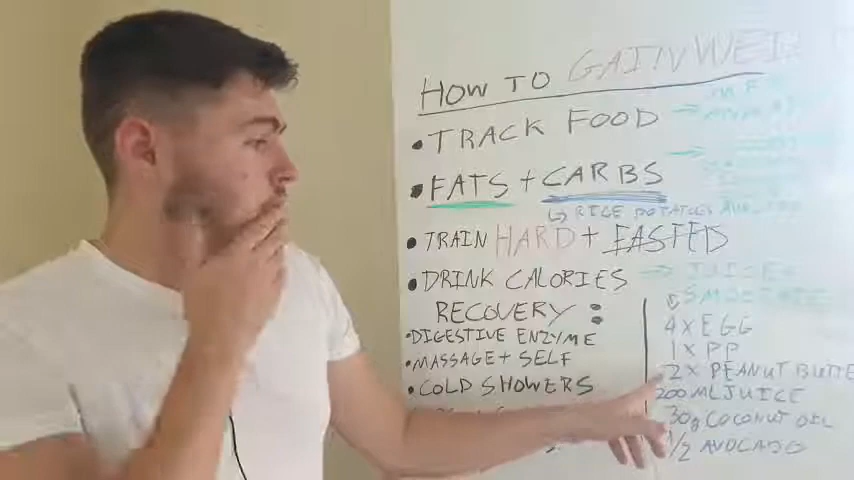 HOW TO GAIN WEI
• TRACK FOOD →
• FATS + CARBS →
↳ RICE POTATOES
• TRAIN HARD + FASTED
• DRINK CALORIES → JUICES
SMOOTHIE
RECOVERY :
• DIGESTIVE ENZYME
• MASSAGE + SELF
• COLD SHOWERS
4 X EGG
1 X PP
2 X PEANUT BUTTE
200 ML JUICE
30g COCONUT OIL
1/2 AVOCADO